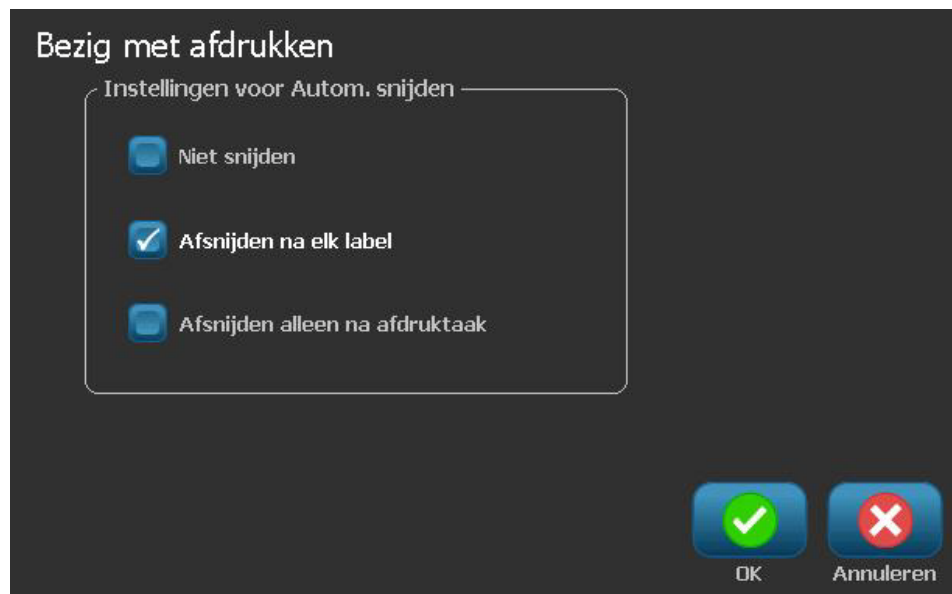 Bezig met afdrukken
Instellingen voor Autom. snijden
Niet snijden
Afsnijden na elk label
Afsnijden alleen na afdruktaak
OK
Annuleren